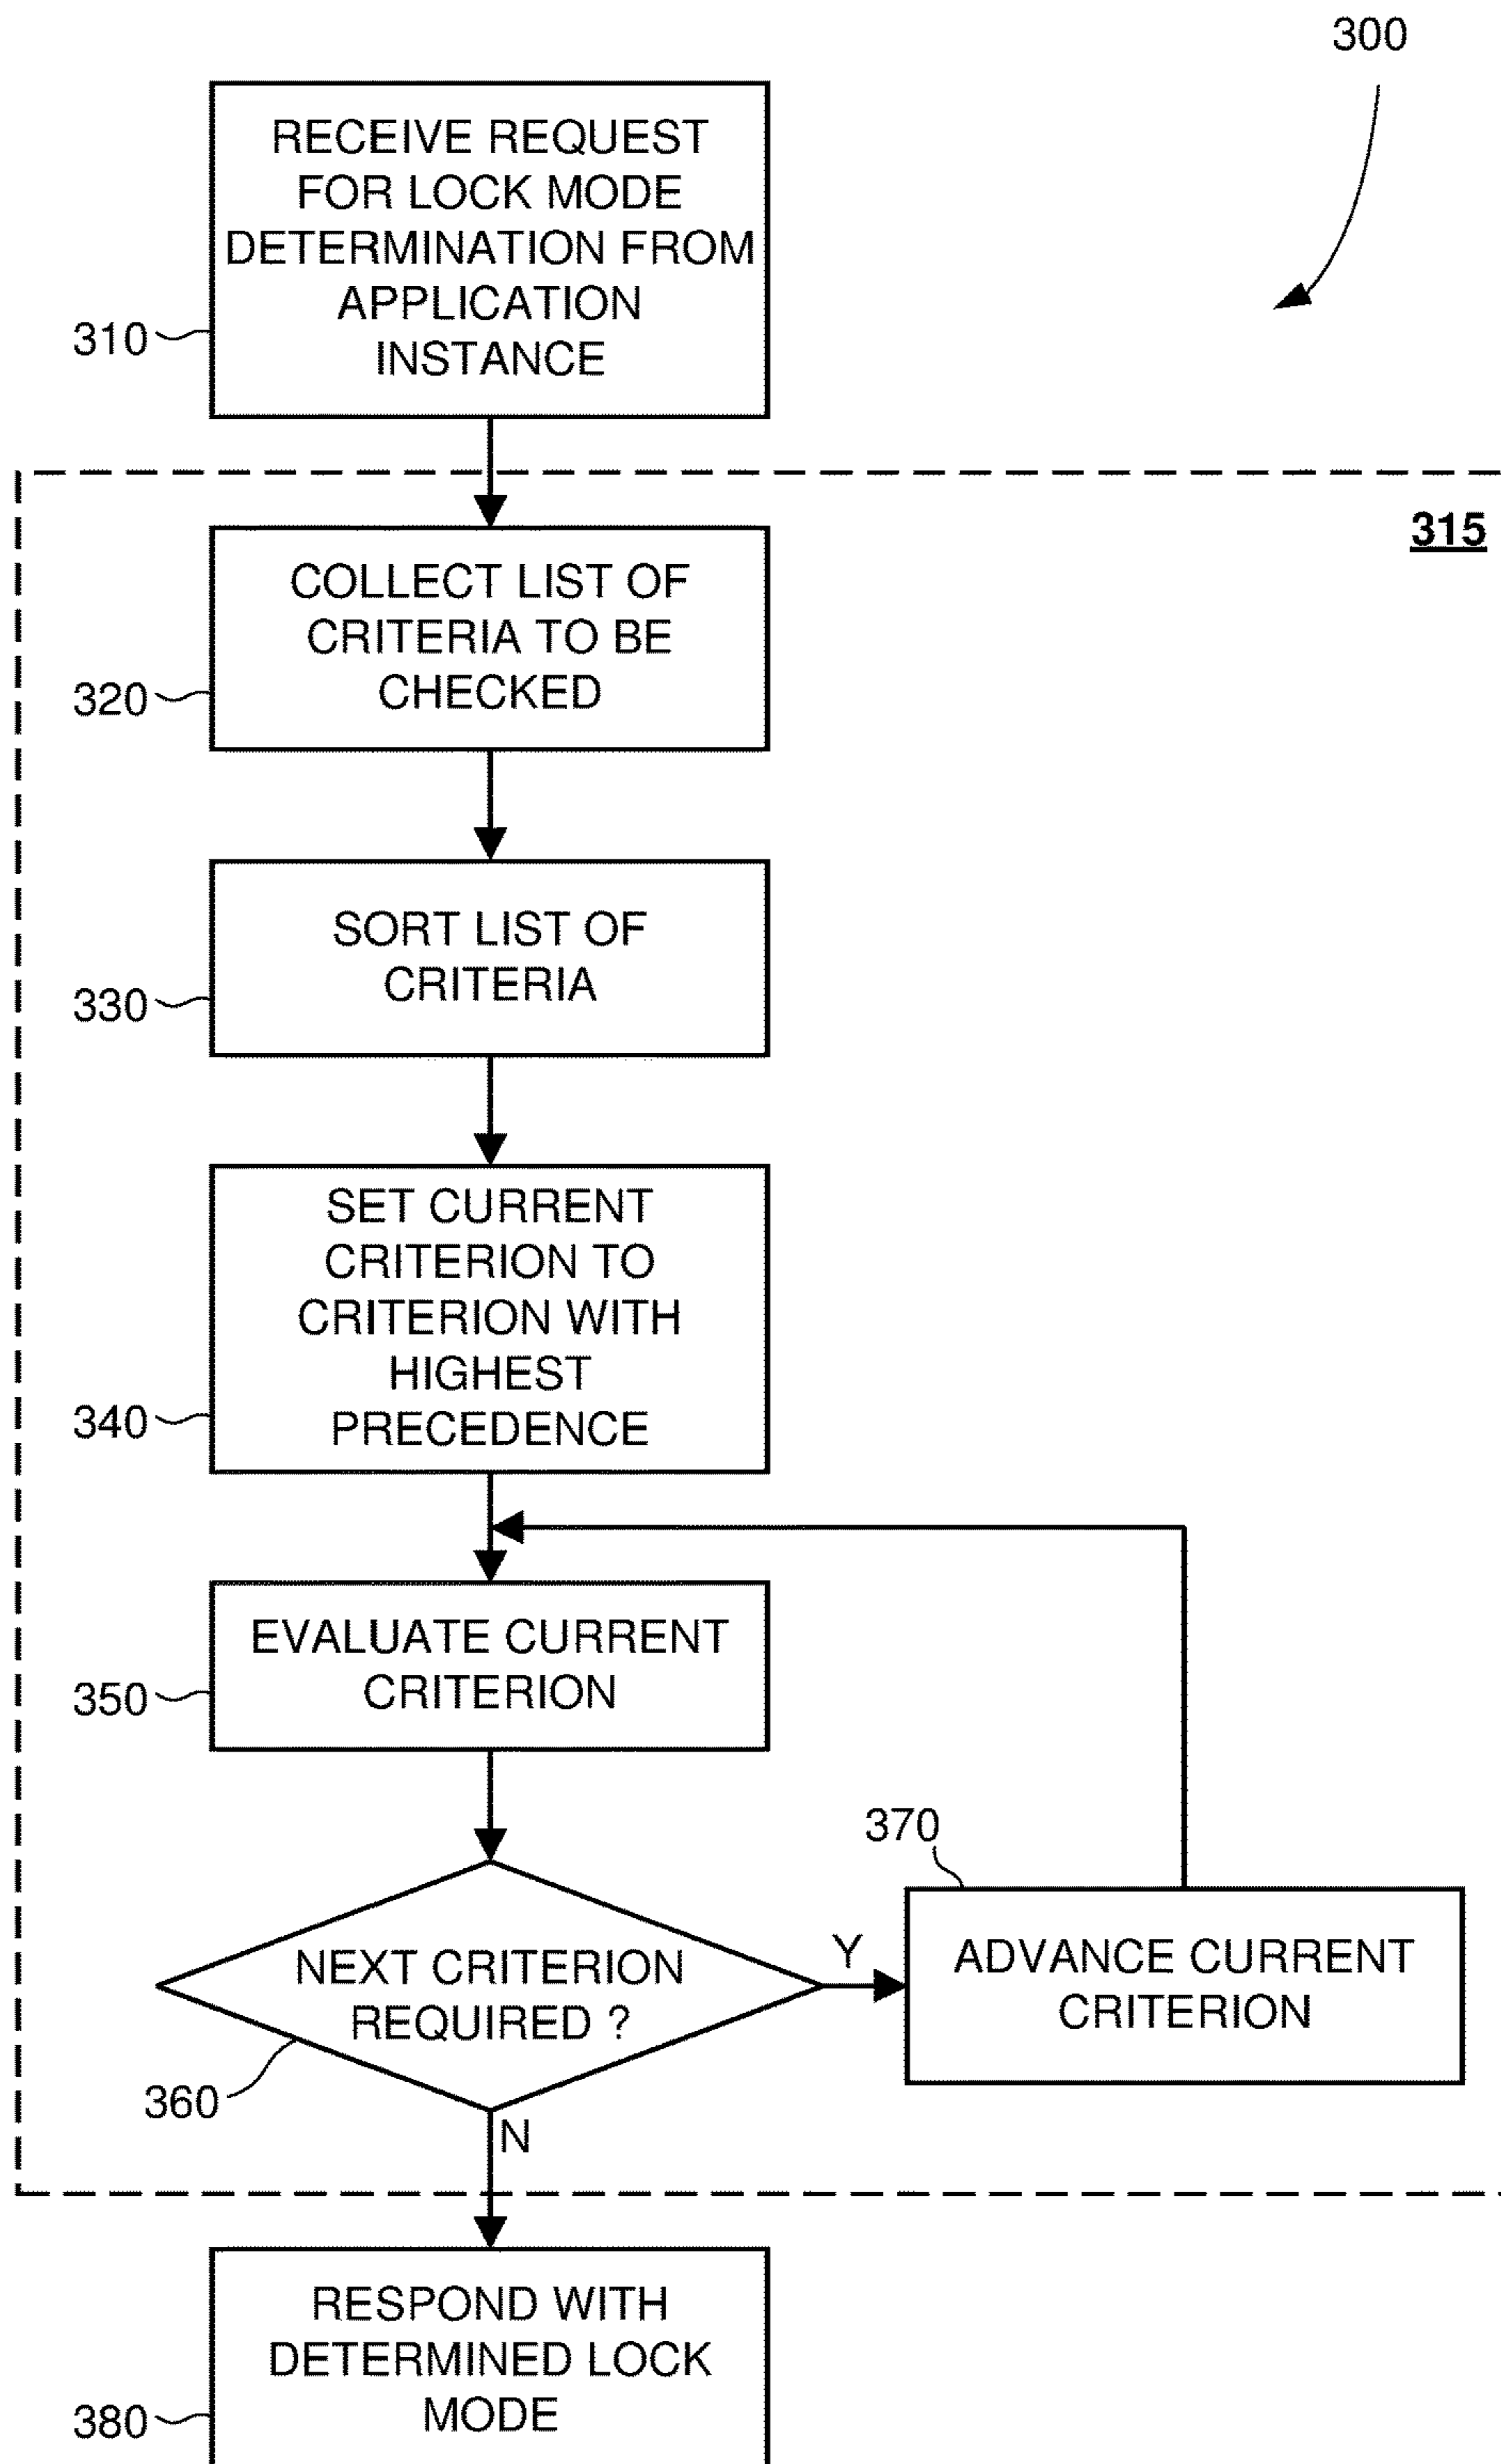 300
RECEIVE REQUEST
FOR LOCK MODE
DETERMINATION FROM
APPLICATION
INSTANCE
310
315
COLLECT LIST OF
CRITERIA TO BE
CHECKED
320
SORT LIST OF
CRITERIA
330
SET CURRENT
CRITERION TO
CRITERION WITH
HIGHEST
PRECEDENCE
340
EVALUATE CURRENT
CRITERION
350
370
NEXT CRITERION
REQUIRED ?
360
Y
ADVANCE CURRENT
CRITERION
N
RESPOND WITH
DETERMINED LOCK
MODE
380